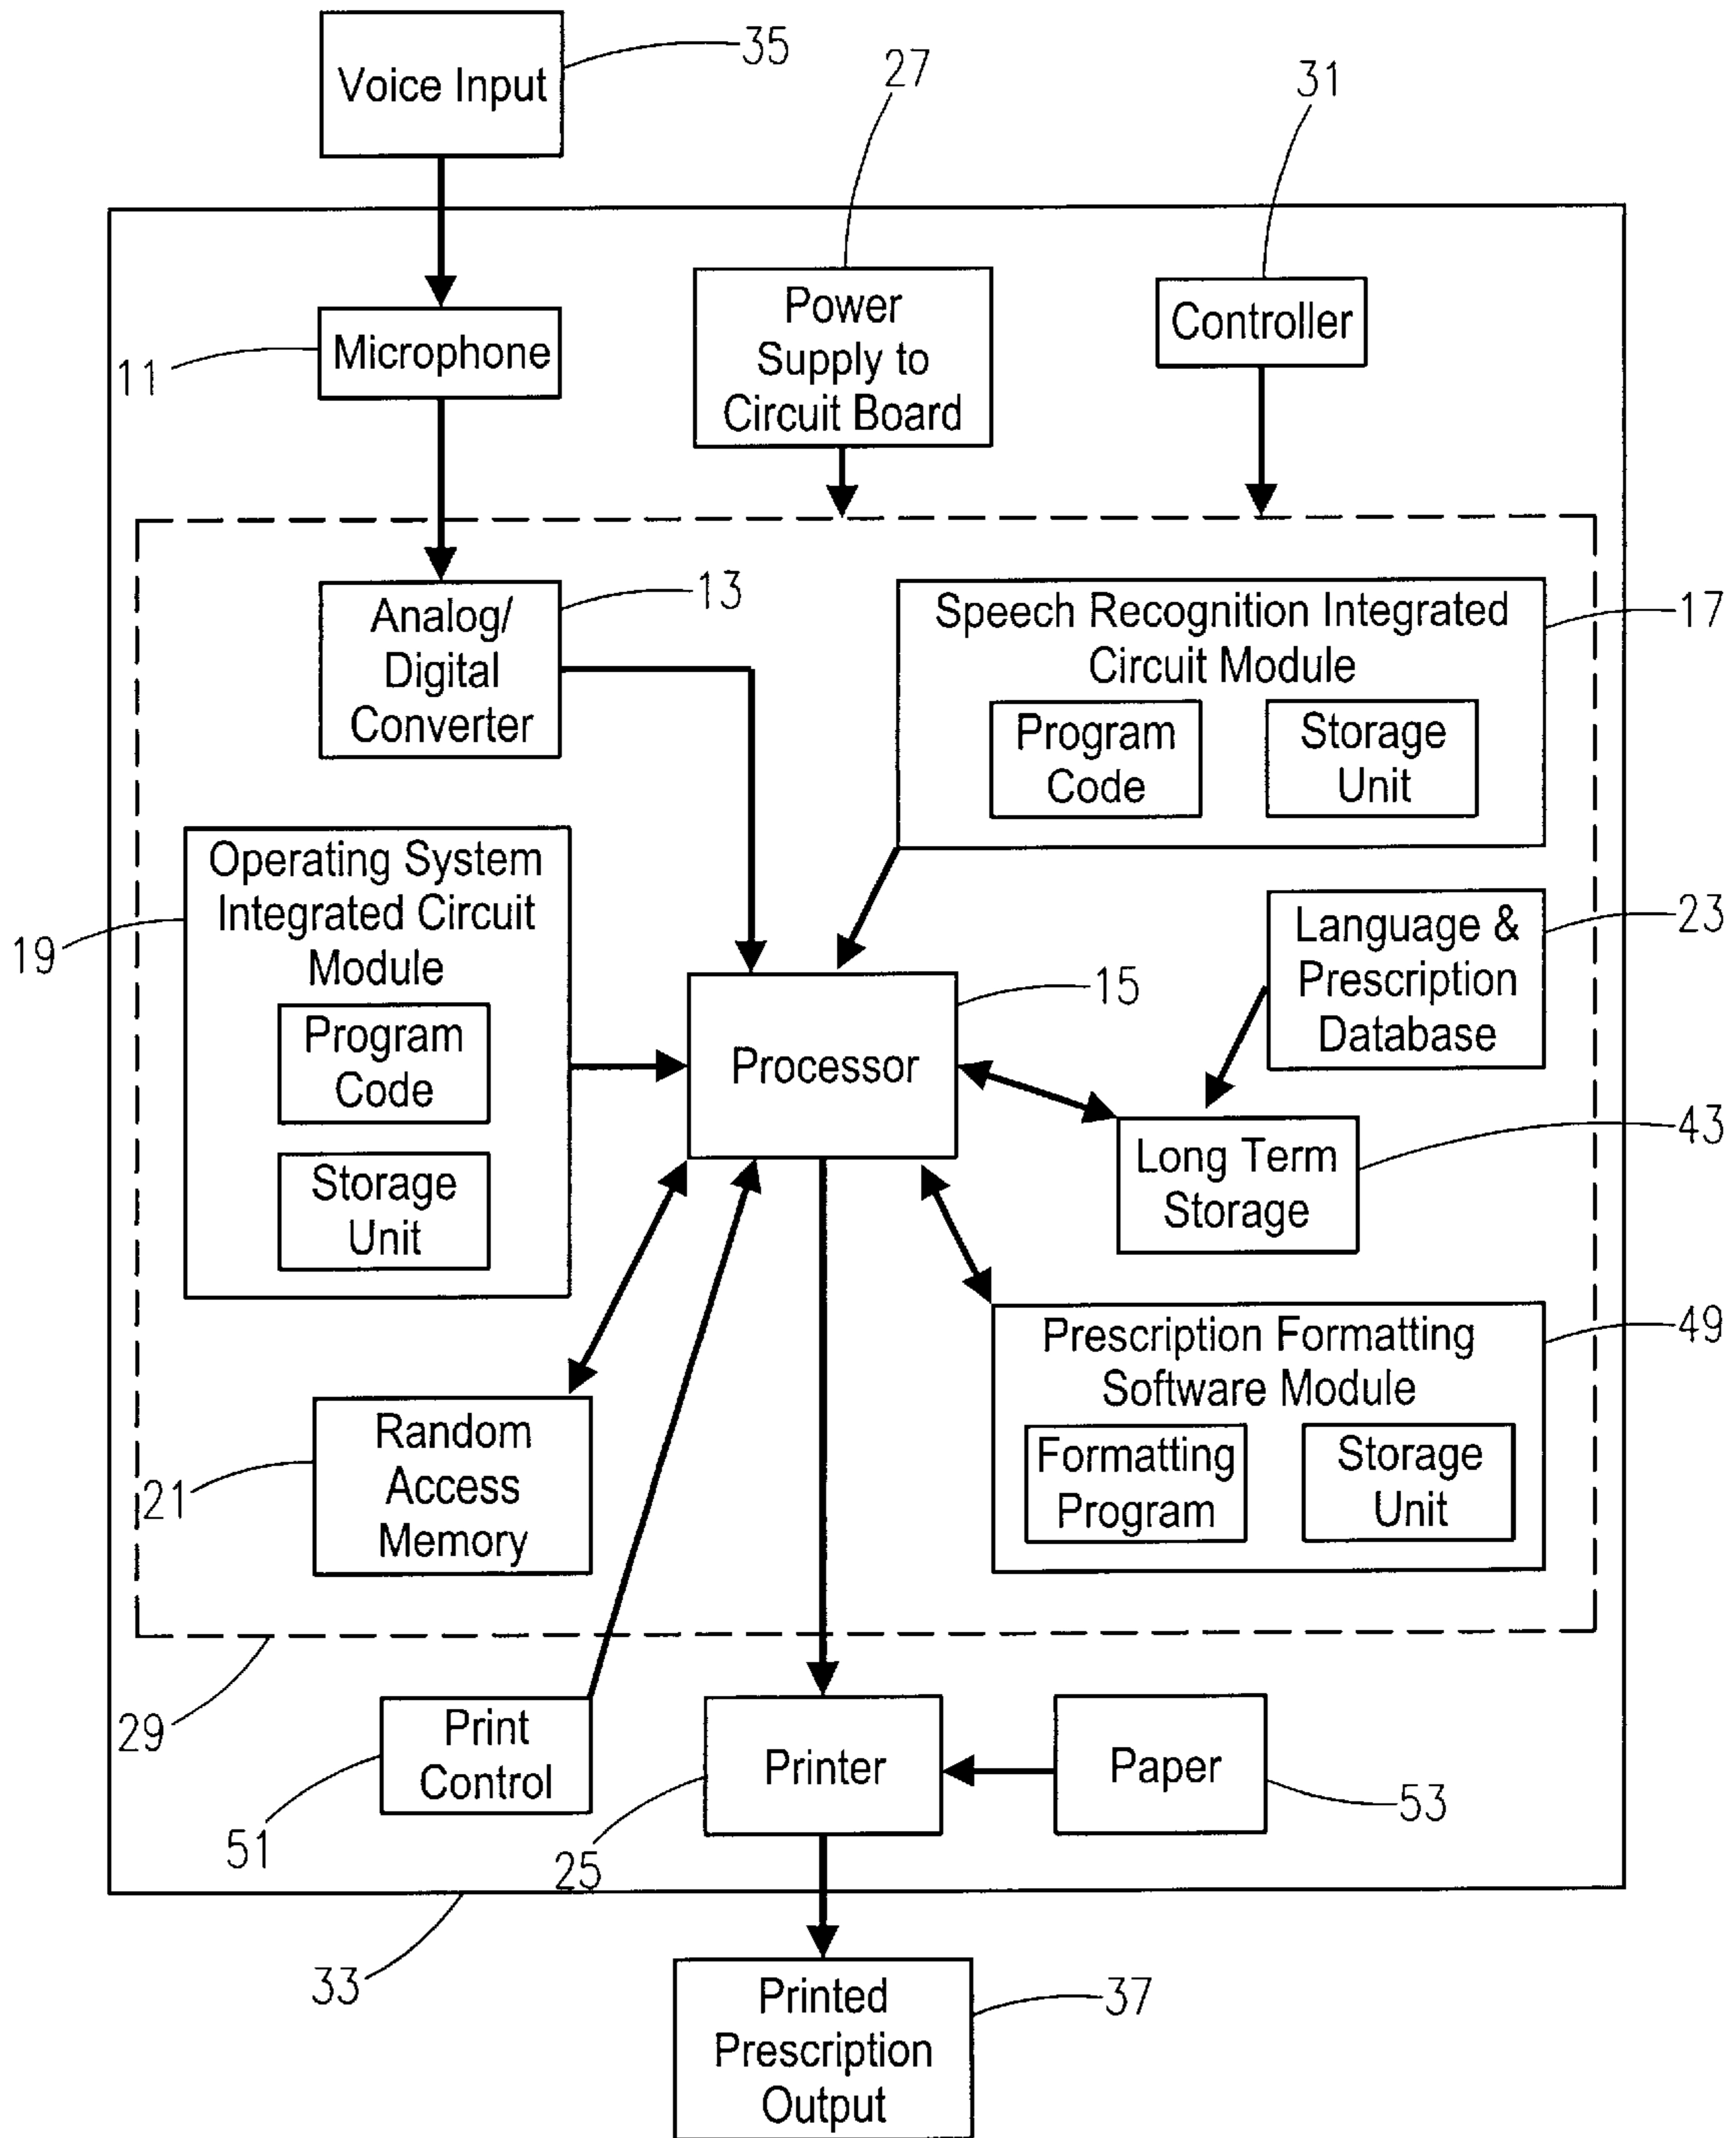 Voice Input
35
27
31
Microphone
11
Power
Supply to
Circuit Board
Controller
Analog/
Digital
Converter
13
Speech Recognition Integrated
Circuit Module
17
Program
Code
Storage
Unit
Operating System
Integrated Circuit
Module
19
Program
Code
Storage
Unit
Language &
Prescription
Database
23
Processor
15
Long Term
Storage
43
Prescription Formatting
Software Module
49
Formatting
Program
Storage
Unit
Random
Access
Memory
21
29
Print
Control
51
Printer
25
Paper
53
33
Printed
Prescription
Output
37